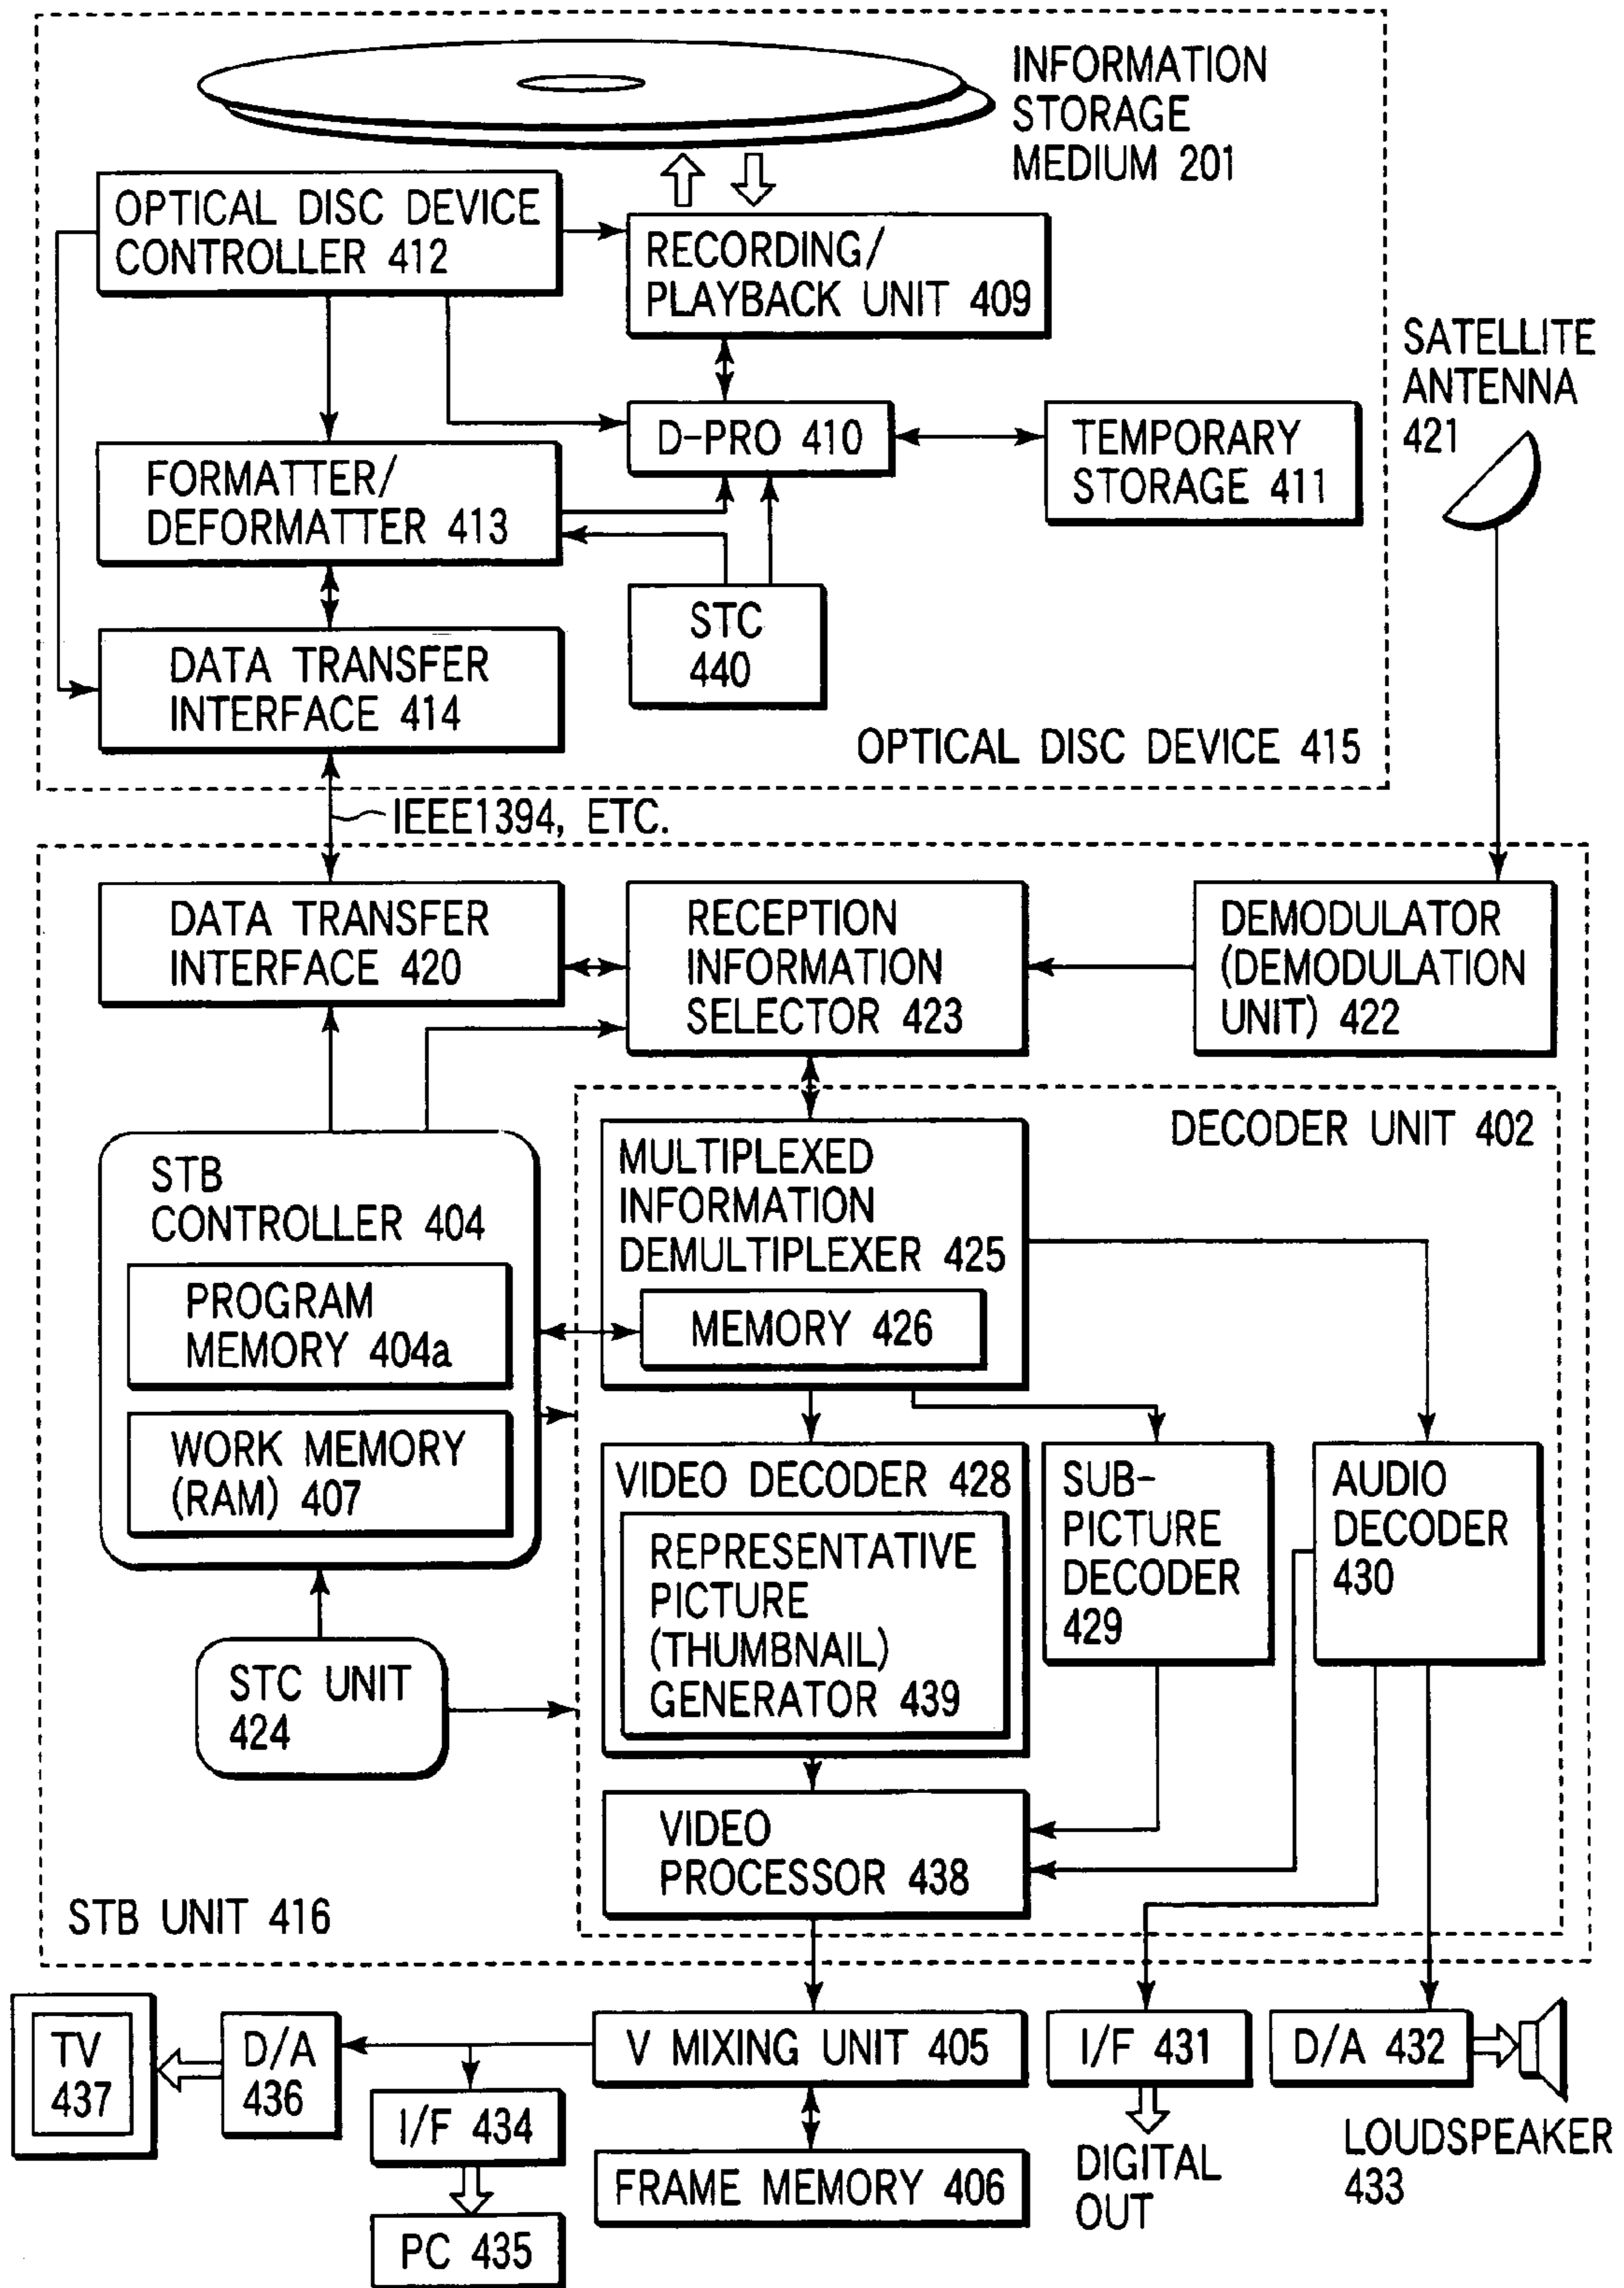 INFORMATION
STORAGE
MEDIUM 201
OPTICAL DISC DEVICE
CONTROLLER 412
RECORDING/
PLAYBACK UNIT 409
SATELLITE
ANTENNA
421
D-PRO 410
TEMPORARY
STORAGE 411
FORMATTER/
DEFORMATTER 413
STC
440
DATA TRANSFER
INTERFACE 414
OPTICAL DISC DEVICE 415
IEEE1394, ETC.
DATA TRANSFER
INTERFACE 420
RECEPTION
INFORMATION
SELECTOR 423
DEMODULATOR
(DEMODULATION
UNIT) 422
DECODER UNIT 402
STB
CONTROLLER 404
PROGRAM
MEMORY 404a
WORK MEMORY
(RAM) 407
MULTIPLEXED
INFORMATION
DEMULTIPLEXER 425
MEMORY 426
VIDEO DECODER 428
REPRESENTATIVE
PICTURE
(THUMBNAIL)
GENERATOR 439
SUB-
PICTURE
DECODER
429
AUDIO
DECODER
430
STC UNIT
424
VIDEO
PROCESSOR 438
STB UNIT 416
TV
437
D/A
436
V MIXING UNIT 405
I/F 431
D/A 432
I/F 434
FRAME MEMORY 406
DIGITAL
OUT
LOUDSPEAKER
433
PC 435